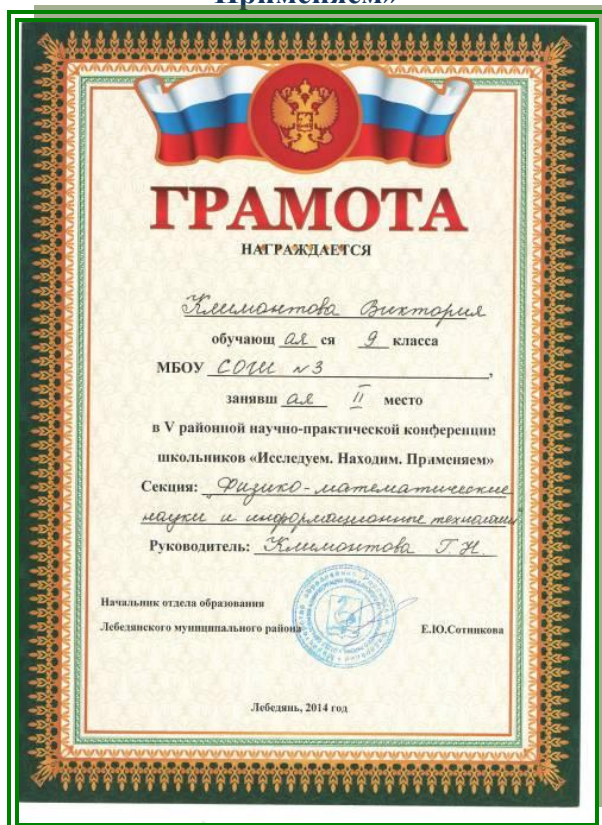 Применяем»
ГРАМОТА
НАГРАЖДАЕТСЯ
Климонтова Виктория
обучающ ая ся 9 класса
МБОУ СОШ №3 ,
занявш ая II место
в V районной научно-практической конференции
школьников «Исследуем. Находим. Применяем»
Секция: Физико-математические
науки и информационные технологии
Руководитель: Климонтова Т.Н.
Начальник отдела образования
Лебедянского муниципального района Е.Ю.Сотникова
Лебедянь, 2014 год